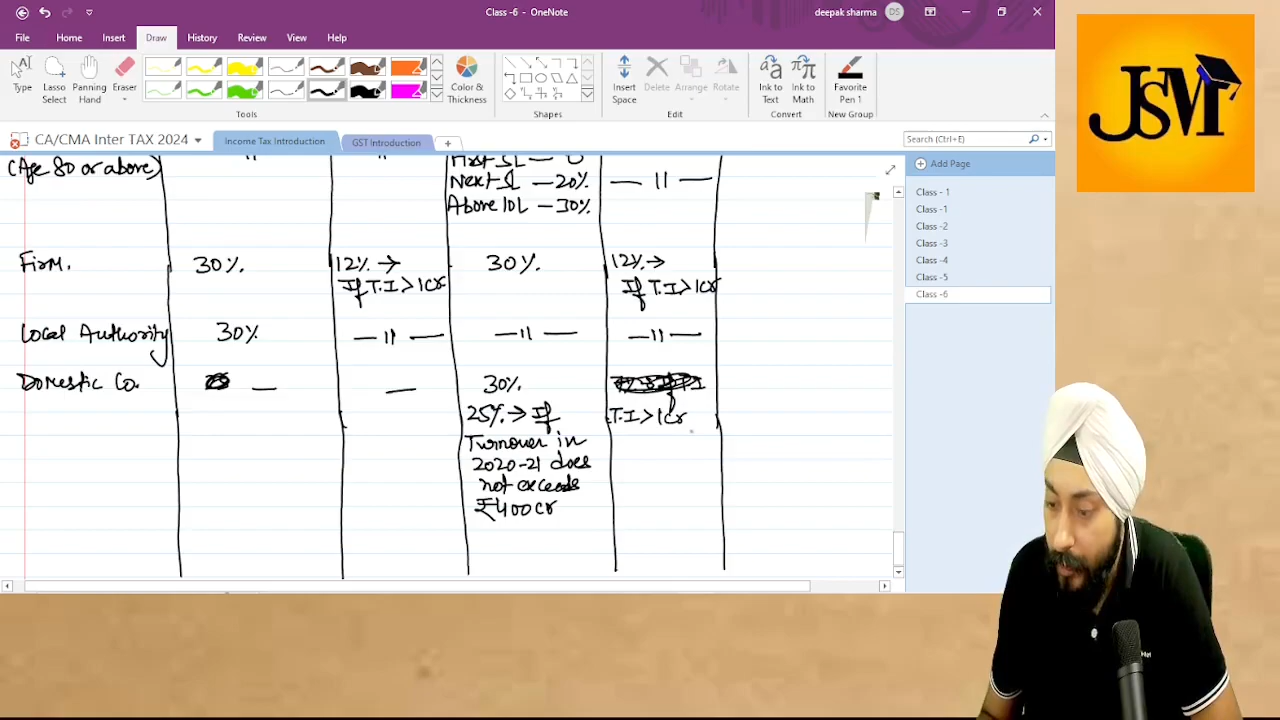 Class -6 - OneNote
deepak sharma DS
File Home Insert Draw History Review View Help
Type
Lasso Select
Panning Hand
Eraser
Color & Thickness
Insert Space
Delete
Arrange
Rotate
Ink to Text
Ink to Math
Favorite Pen 1
Tools
Shapes
Edit
Convert
New Group
CA/CMA Inter TAX 2024
Income Tax Introduction
GST Introduction
Search (Ctrl+E)
Add Page
Class - 1
Class -1
Class -2
Class -3
Class -4
Class -5
Class -6
(Age 80 or above)
Next 5L — 20%
Above 10L — 30%
— 11 —
Firm.
30%
12% →
If T.I > 1cr
30%.
12% →
If T.I > 1cr
Local Authority
30%
— 11 —
— 11 —
— 11 —
Domestic Co.
—
—
30%
25% → If
Turnover in
2020-21 does
not exceeds
₹400cr
T.I > 1cr
JSM